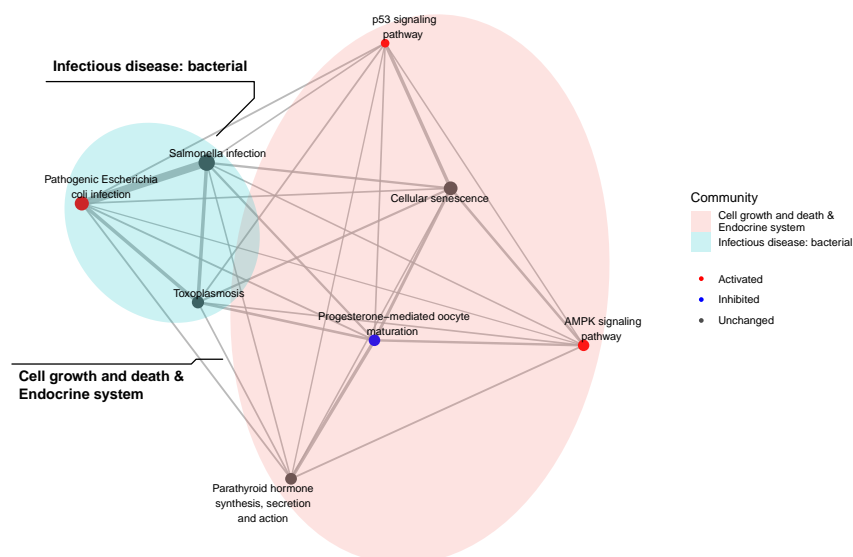 p53 signaling
pathway
Infectious disease: bacterial
Salmonella infection
Pathogenic Escherichia
coli infection
Cellular senescence
Toxoplasmosis
Progesterone−mediated oocyte
maturation
AMPK signaling
pathway
Cell growth and death &
Endocrine system
Parathyroid hormone
synthesis, secretion
and action
Community
Cell growth and death &
Endocrine system
Infectious disease: bacterial
Activated
Inhibited
Unchanged